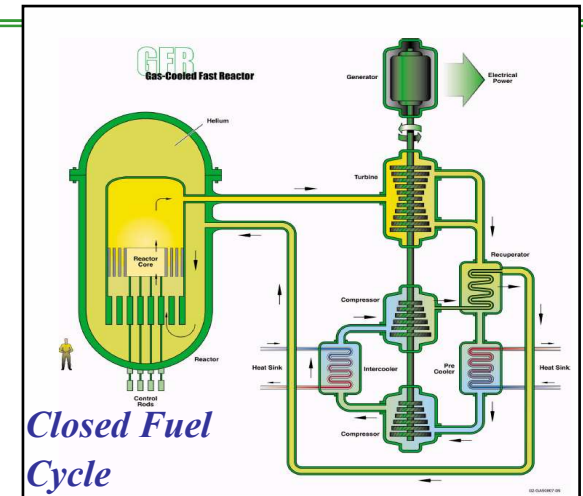 GFR
Gas-Cooled Fast Reactor
Generator
Electrical
Power
Helium
Turbine
Reactor
Core
Recuperator
Compressor
Heat Sink
Intercooler
Pre
Cooler
Heat Sink
Reactor
Control
Rods
Compressor
Closed Fuel
Cycle